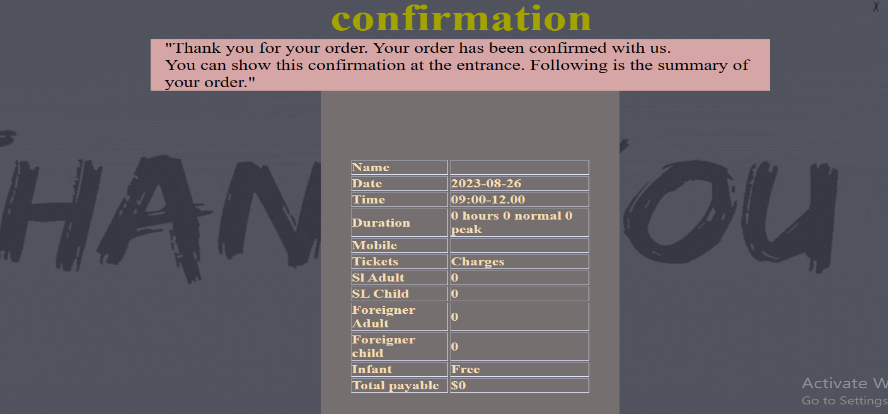 X
confirmation
"Thank you for your order. Your order has been confirmed with us.
You can show this confirmation at the entrance. Following is the summary of
your order."
HAN OU
Name
Date 2023-08-26
Time 09:00-12.00
Duration 0 hours 0 normal 0
peak
Mobile
Tickets Charges
Sl Adult 0
SL Child 0
Foreigner
Adult 0
Foreigner
child 0
Infant Free
Total payable $0
Activate W
Go to Settings